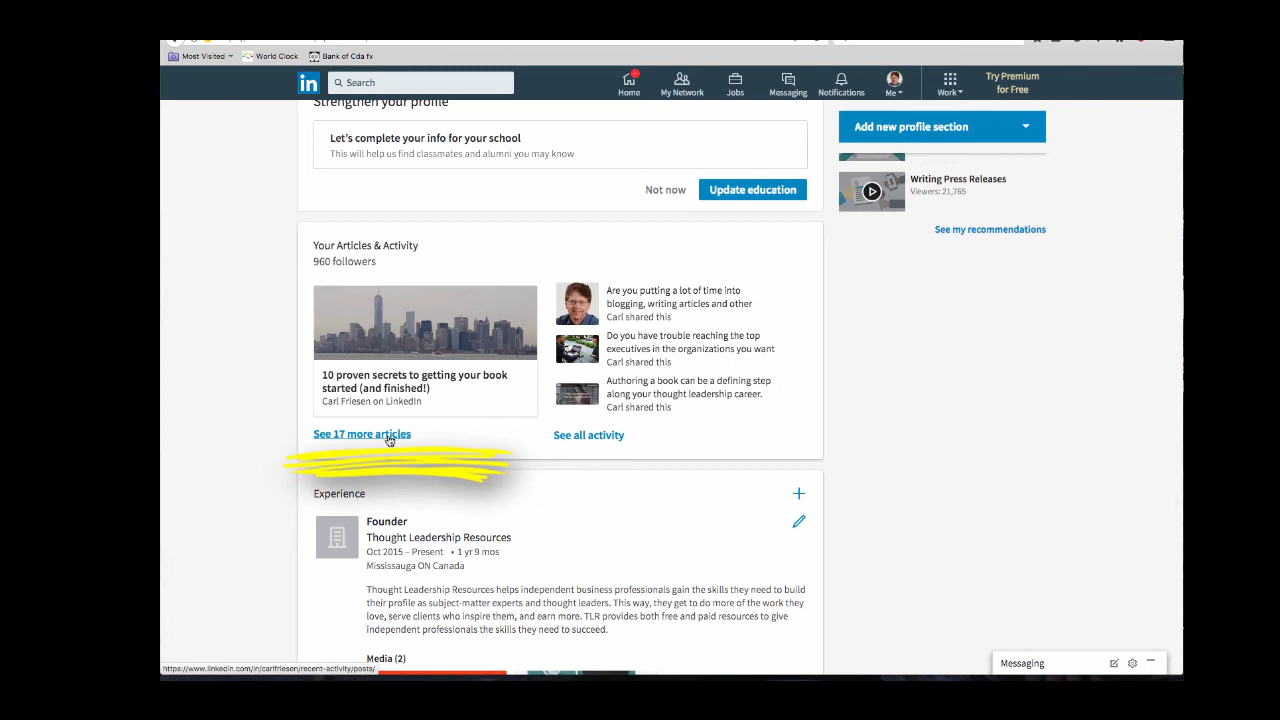 Most Visited
World Clock
Bank of Cda fx
in
Search
Home
My Network
Jobs
Messaging
Notifications
Me
Work
Try Premium
for Free
Strengthen your profile
Let's complete your info for your school
This will help us find classmates and alumni you may know
Not now
Update education
Add new profile section
Writing Press Releases
Viewers: 21,765
See my recommendations
Your Articles & Activity
960 followers
10 proven secrets to getting your book
started (and finished!)
Carl Friesen on LinkedIn
See 17 more articles
Are you putting a lot of time into
blogging, writing articles and other
Carl shared this
Do you have trouble reaching the top
executives in the organizations you want
Carl shared this
Authoring a book can be a defining step
along your thought leadership career.
Carl shared this
See all activity
Experience
Founder
Thought Leadership Resources
Oct 2015 – Present • 1 yr 9 mos
Mississauga ON Canada
Thought Leadership Resources helps independent business professionals gain the skills they need to build
their profile as subject-matter experts and thought leaders. This way, they get to do more of the work they
love, serve clients who inspire them, and earn more. TLR provides both free and paid resources to give
independent professionals the skills they need to succeed.
Media (2)
Messaging
https://www.linkedin.com/in/carlfriesen/recent-activity/posts/